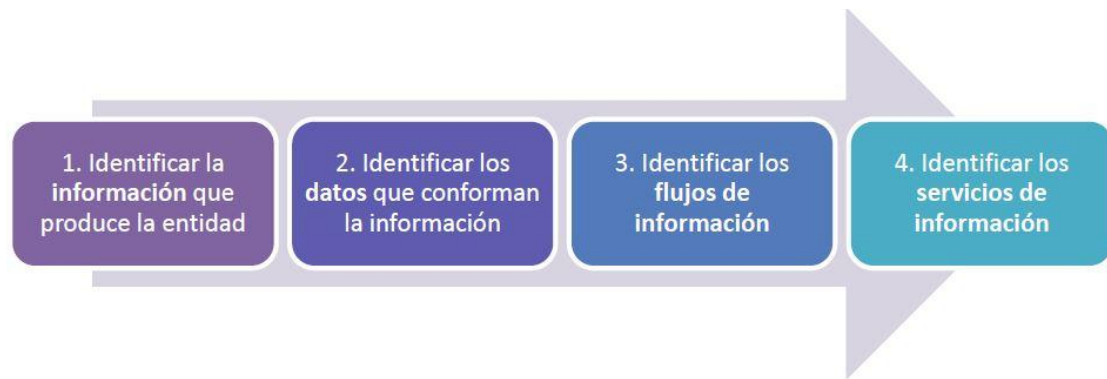 1. Identificar la
información que
produce la entidad
2. Identificar los
datos que conforman
la información
3. Identificar los
flujos de
información
4. Identificar los
servicios de
información